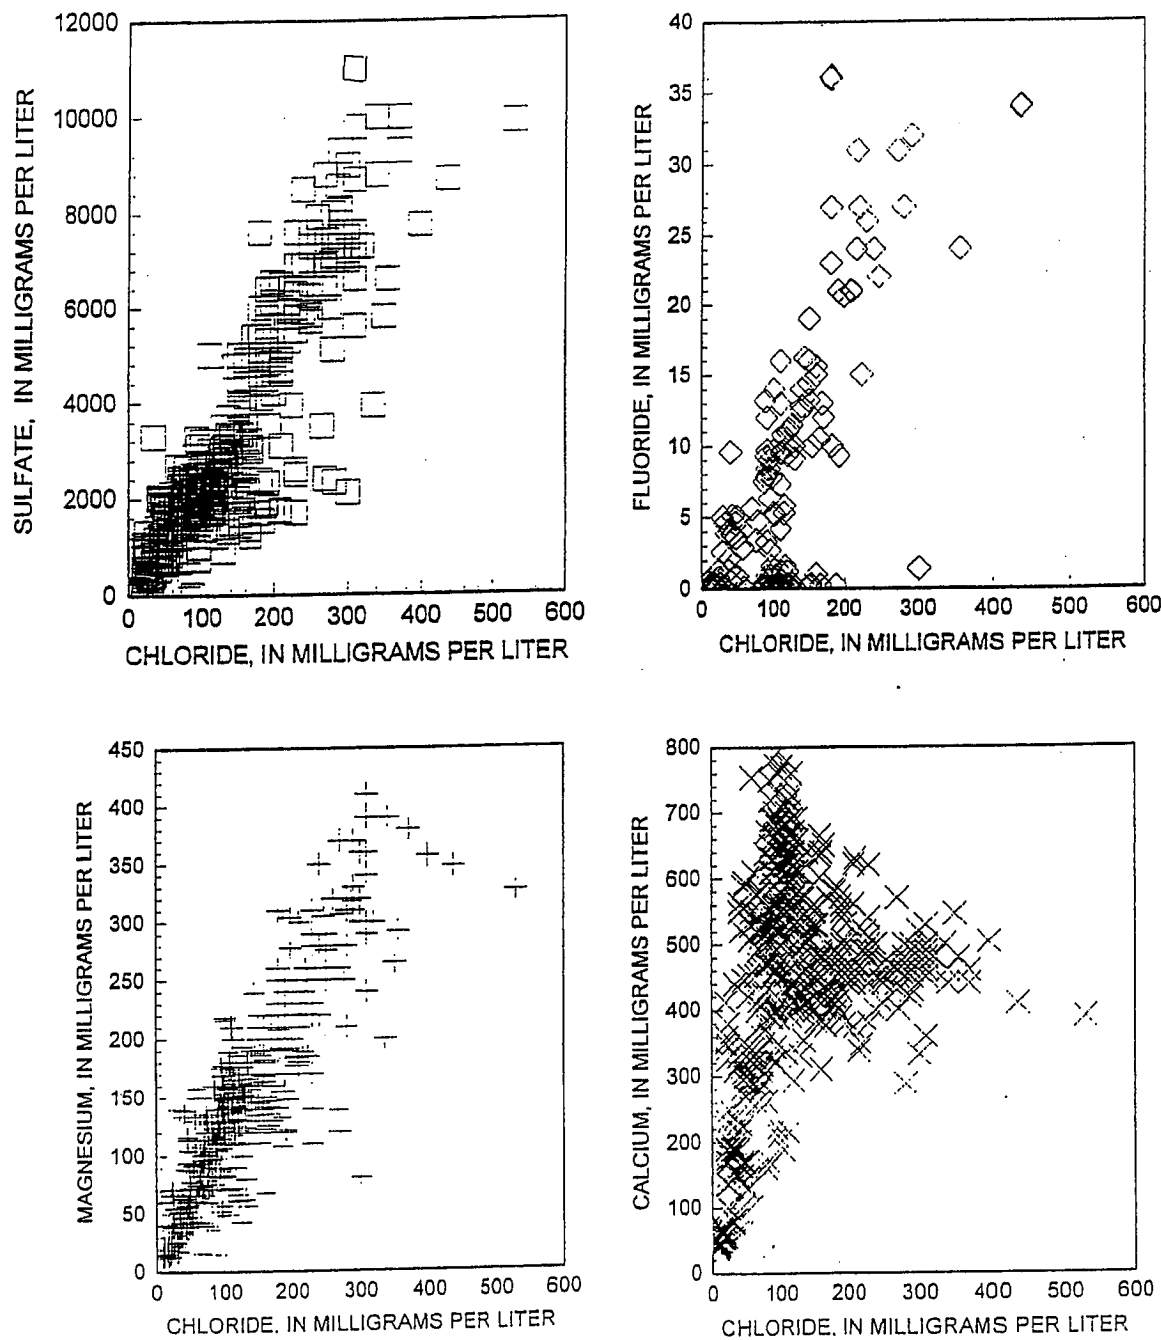 SULFATE, IN MILLIGRAMS PER LITER
12000
10000
8000
6000
4000
2000
0
0 100 200 300 400 500 600
CHLORIDE, IN MILLIGRAMS PER LITER
FLUORIDE, IN MILLIGRAMS PER LITER
40
35
30
25
20
15
10
5
0
0 100 200 300 400 500 600
CHLORIDE, IN MILLIGRAMS PER LITER
MAGNESIUM, IN MILLIGRAMS PER LITER
450
400
350
300
250
200
150
100
50
0
0 100 200 300 400 500 600
CHLORIDE, IN MILLIGRAMS PER LITER
CALCIUM, IN MILLIGRAMS PER LITER
800
700
600
500
400
300
200
100
0
0 100 200 300 400 500 600
CHLORIDE, IN MILLIGRAMS PER LITER